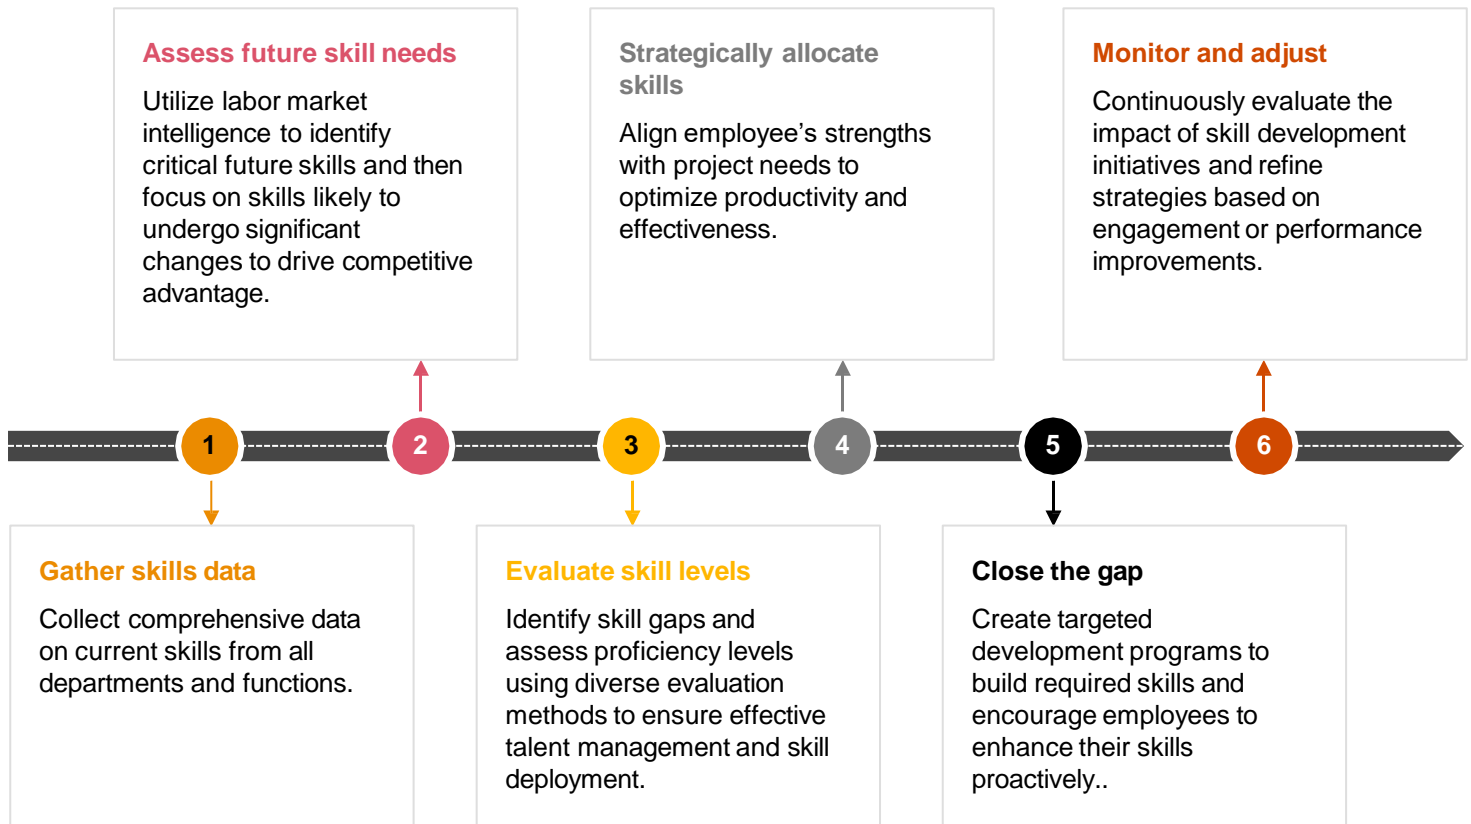 Assess future skill needs
Utilize labor market
intelligence to identify
critical future skills and then
focus on skills likely to
undergo significant
changes to drive competitive
advantage.
Strategically allocate
skills
Align employee’s strengths
with project needs to
optimize productivity and
effectiveness.
Monitor and adjust
Continuously evaluate the
impact of skill development
initiatives and refine
strategies based on
engagement or performance
improvements.
1
2
3
4
5
6
Gather skills data
Collect comprehensive data
on current skills from all
departments and functions.
Evaluate skill levels
Identify skill gaps and
assess proficiency levels
using diverse evaluation
methods to ensure effective
talent management and skill
deployment.
Close the gap
Create targeted
development programs to
build required skills and
encourage employees to
enhance their skills
proactively..